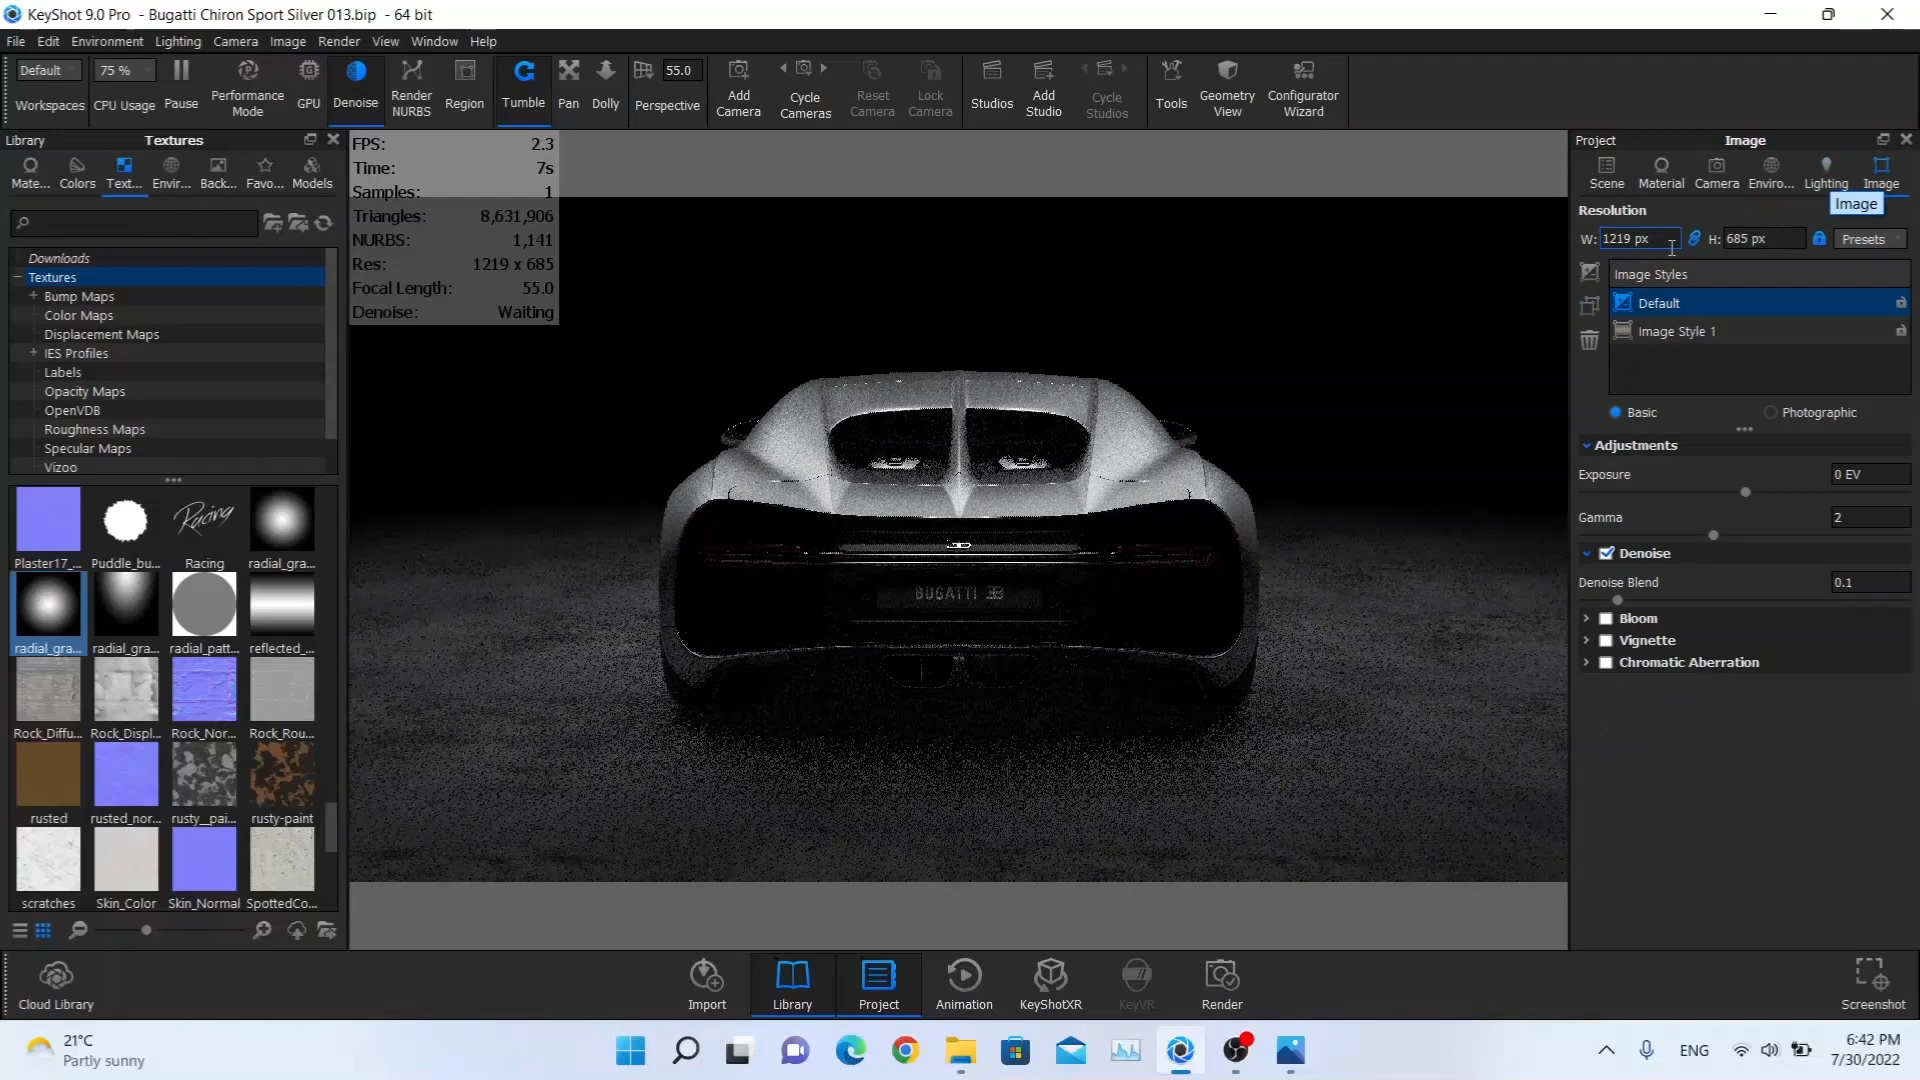 KeyShot 9.0 Pro - Bugatti Chiron Sport Silver 013.bip - 64 bit
File Edit Environment Lighting Camera Image Render View Window Help
Default
Workspaces
75 %
CPU Usage
Pause
Performance
Mode
GPU
Denoise
Render
NURBS
Region
Tumble
Pan
Dolly
55.0
Perspective
Add
Camera
Cycle
Cameras
Reset
Camera
Lock
Camera
Studios
Add
Studio
Cycle
Studios
Tools
Geometry
View
Configurator
Wizard
Library Textures
Mate... Colors Text... Envir... Back... Favo... Models
Downloads
Textures
Bump Maps
Color Maps
Displacement Maps
IES Profiles
Labels
Opacity Maps
OpenVDB
Roughness Maps
Specular Maps
Vizoo
Racing
Plaster17_... Puddle_bu... Racing radial_gra...
radial_gra... radial_gra... radial_patt... reflected_...
Rock_Diffu... Rock_Displ... Rock_Nor... Rock_Rou...
rusted rusted_nor... rusty__pai... rusty-paint
scratches Skin_Color Skin_Normal SpottedCo...
FPS: 2.3
Time: 7s
Samples: 1
Triangles: 8,631,906
NURBS: 1,141
Res: 1219 x 685
Focal Length: 55.0
Denoise: Waiting
BUGATTI
Project Image
Scene Material Camera Enviro... Lighting Image
Image
Resolution
W: 1219 px H: 685 px Presets
Image Styles
Default
Image Style 1
Basic Photographic
Adjustments
Exposure 0 EV
Gamma 2
Denoise
Denoise Blend 0.1
Bloom
Vignette
Chromatic Aberration
Cloud Library Import Library Project Animation KeyShotXR KeyVR Render Screenshot
21°C
Partly sunny
ENG
6:42 PM
7/30/2022